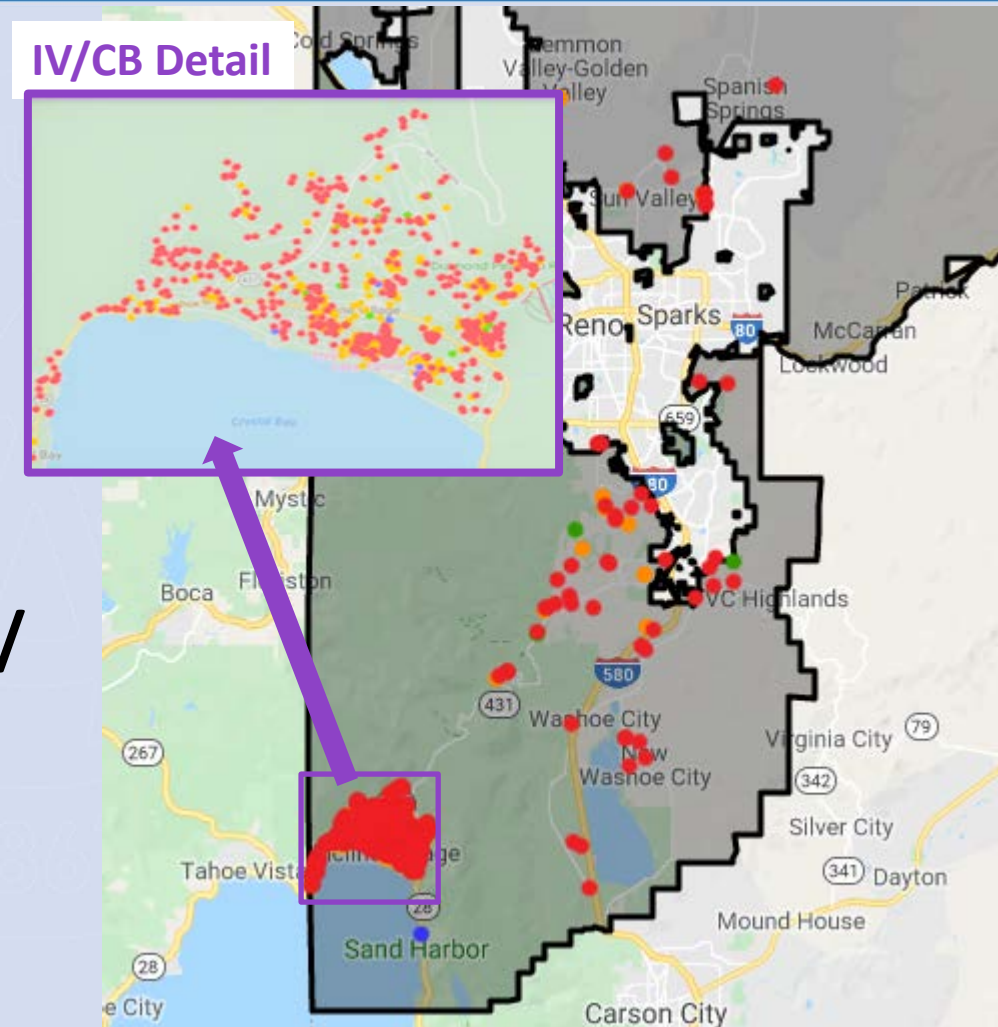 IV/CB Detail
Cold Springs
Lemmon
Valley-Golden
Valley
Spanish
Springs
Sun Valley
Patrick
Reno
Sparks
80
McCarran
Lockwood
659
80
Crystal Bay
Bay
Mystic
Floriston
Boca
VC Highlands
/
580
431
Washoe City
New
Washoe City
79
Virginia City
267
342
Silver City
Tahoe Vista
341
Dayton
28
Mound House
Sand Harbor
28
e City
Carson City